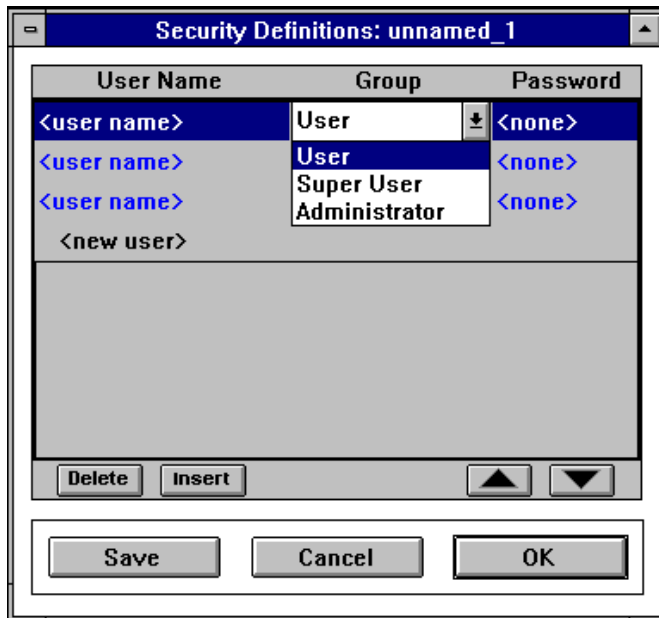 Security Definitions: unnamed_1
User Name Group Password
<user name> User <none>
<user name> User <none>
Super User
<user name> Administrator <none>
<new user>
Delete Insert
Save Cancel OK